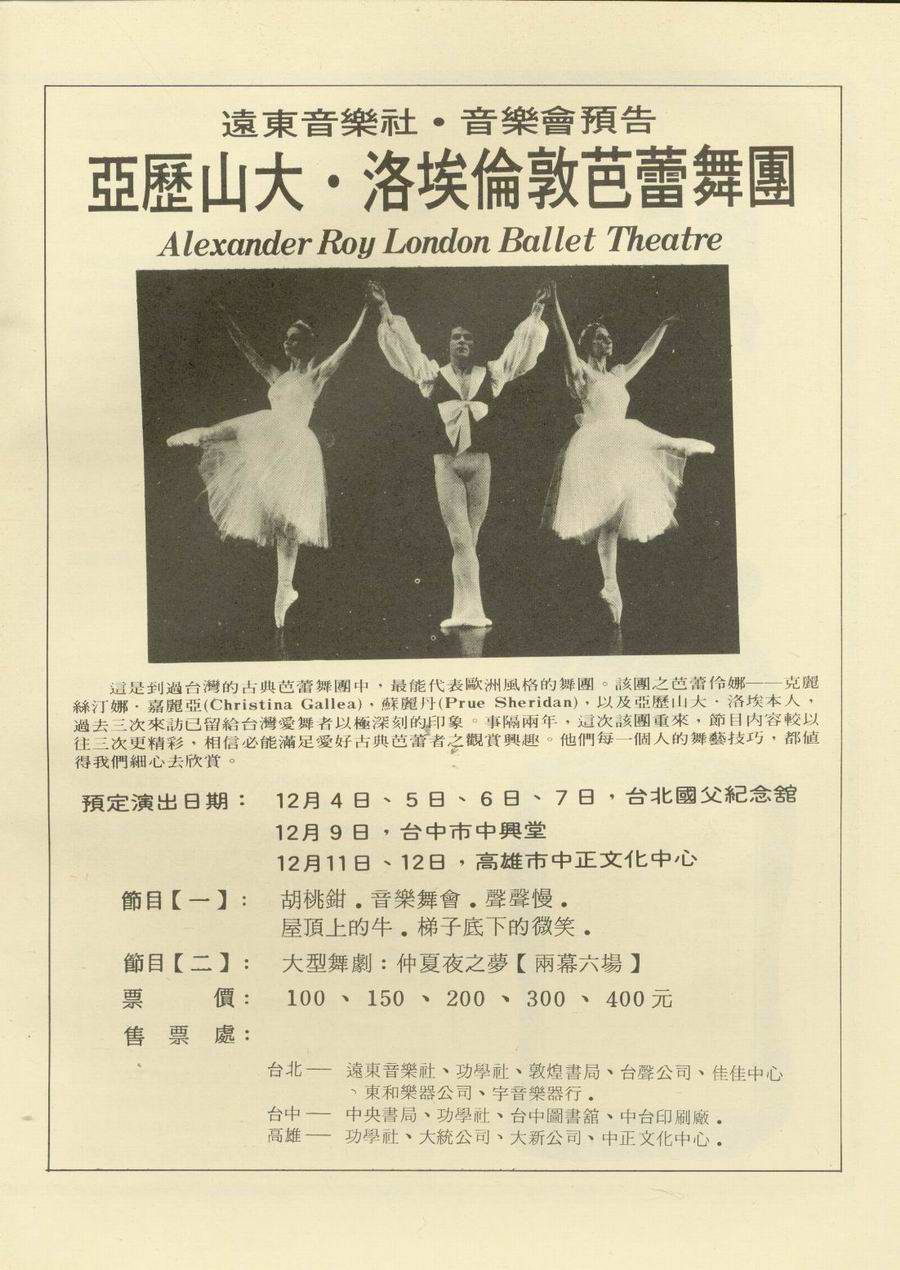 遠東音樂社・音樂會預告
亞歷山大・洛埃倫敦芭蕾舞團
Alexander Roy London Ballet Theatre
這是到過台灣的古典芭蕾舞團中，最能代表歐洲風格的舞團。該團之芭蕾伶娜——克麗
絲汀娜・嘉麗亞(Christina Gallea)，蘇麗丹(Prue Sheridan)，以及亞歷山大・洛埃本人，
過去三次來訪已留給台灣愛舞者以極深刻的印象。事隔兩年，這次該團重來，節目內容較以
往三次更精彩，相信必能滿足愛好古典芭蕾者之觀賞興趣。他們每一個人的舞藝技巧，都値
得我們細心去欣賞。
預定演出日期： 12月4日、5日、6日、7日，台北國父紀念舘
12月9日，台中市中興堂
12月11日、12日，高雄市中正文化中心
節目【一】： 胡桃鉗．音樂舞會．聲聲慢．
屋頂上的牛．梯子底下的微笑．
節目【二】： 大型舞劇：仲夏夜之夢【兩幕六場】
票價： 100、150、200、300、400元
售票處：
台北── 遠東音樂社、功學社、敦煌書局、台聲公司、佳佳中心
、東和樂器公司、宇音樂器行．
台中── 中央書局、功學社、台中圖書舘、中台印刷廠．
高雄── 功學社、大統公司、大新公司、中正文化中心．